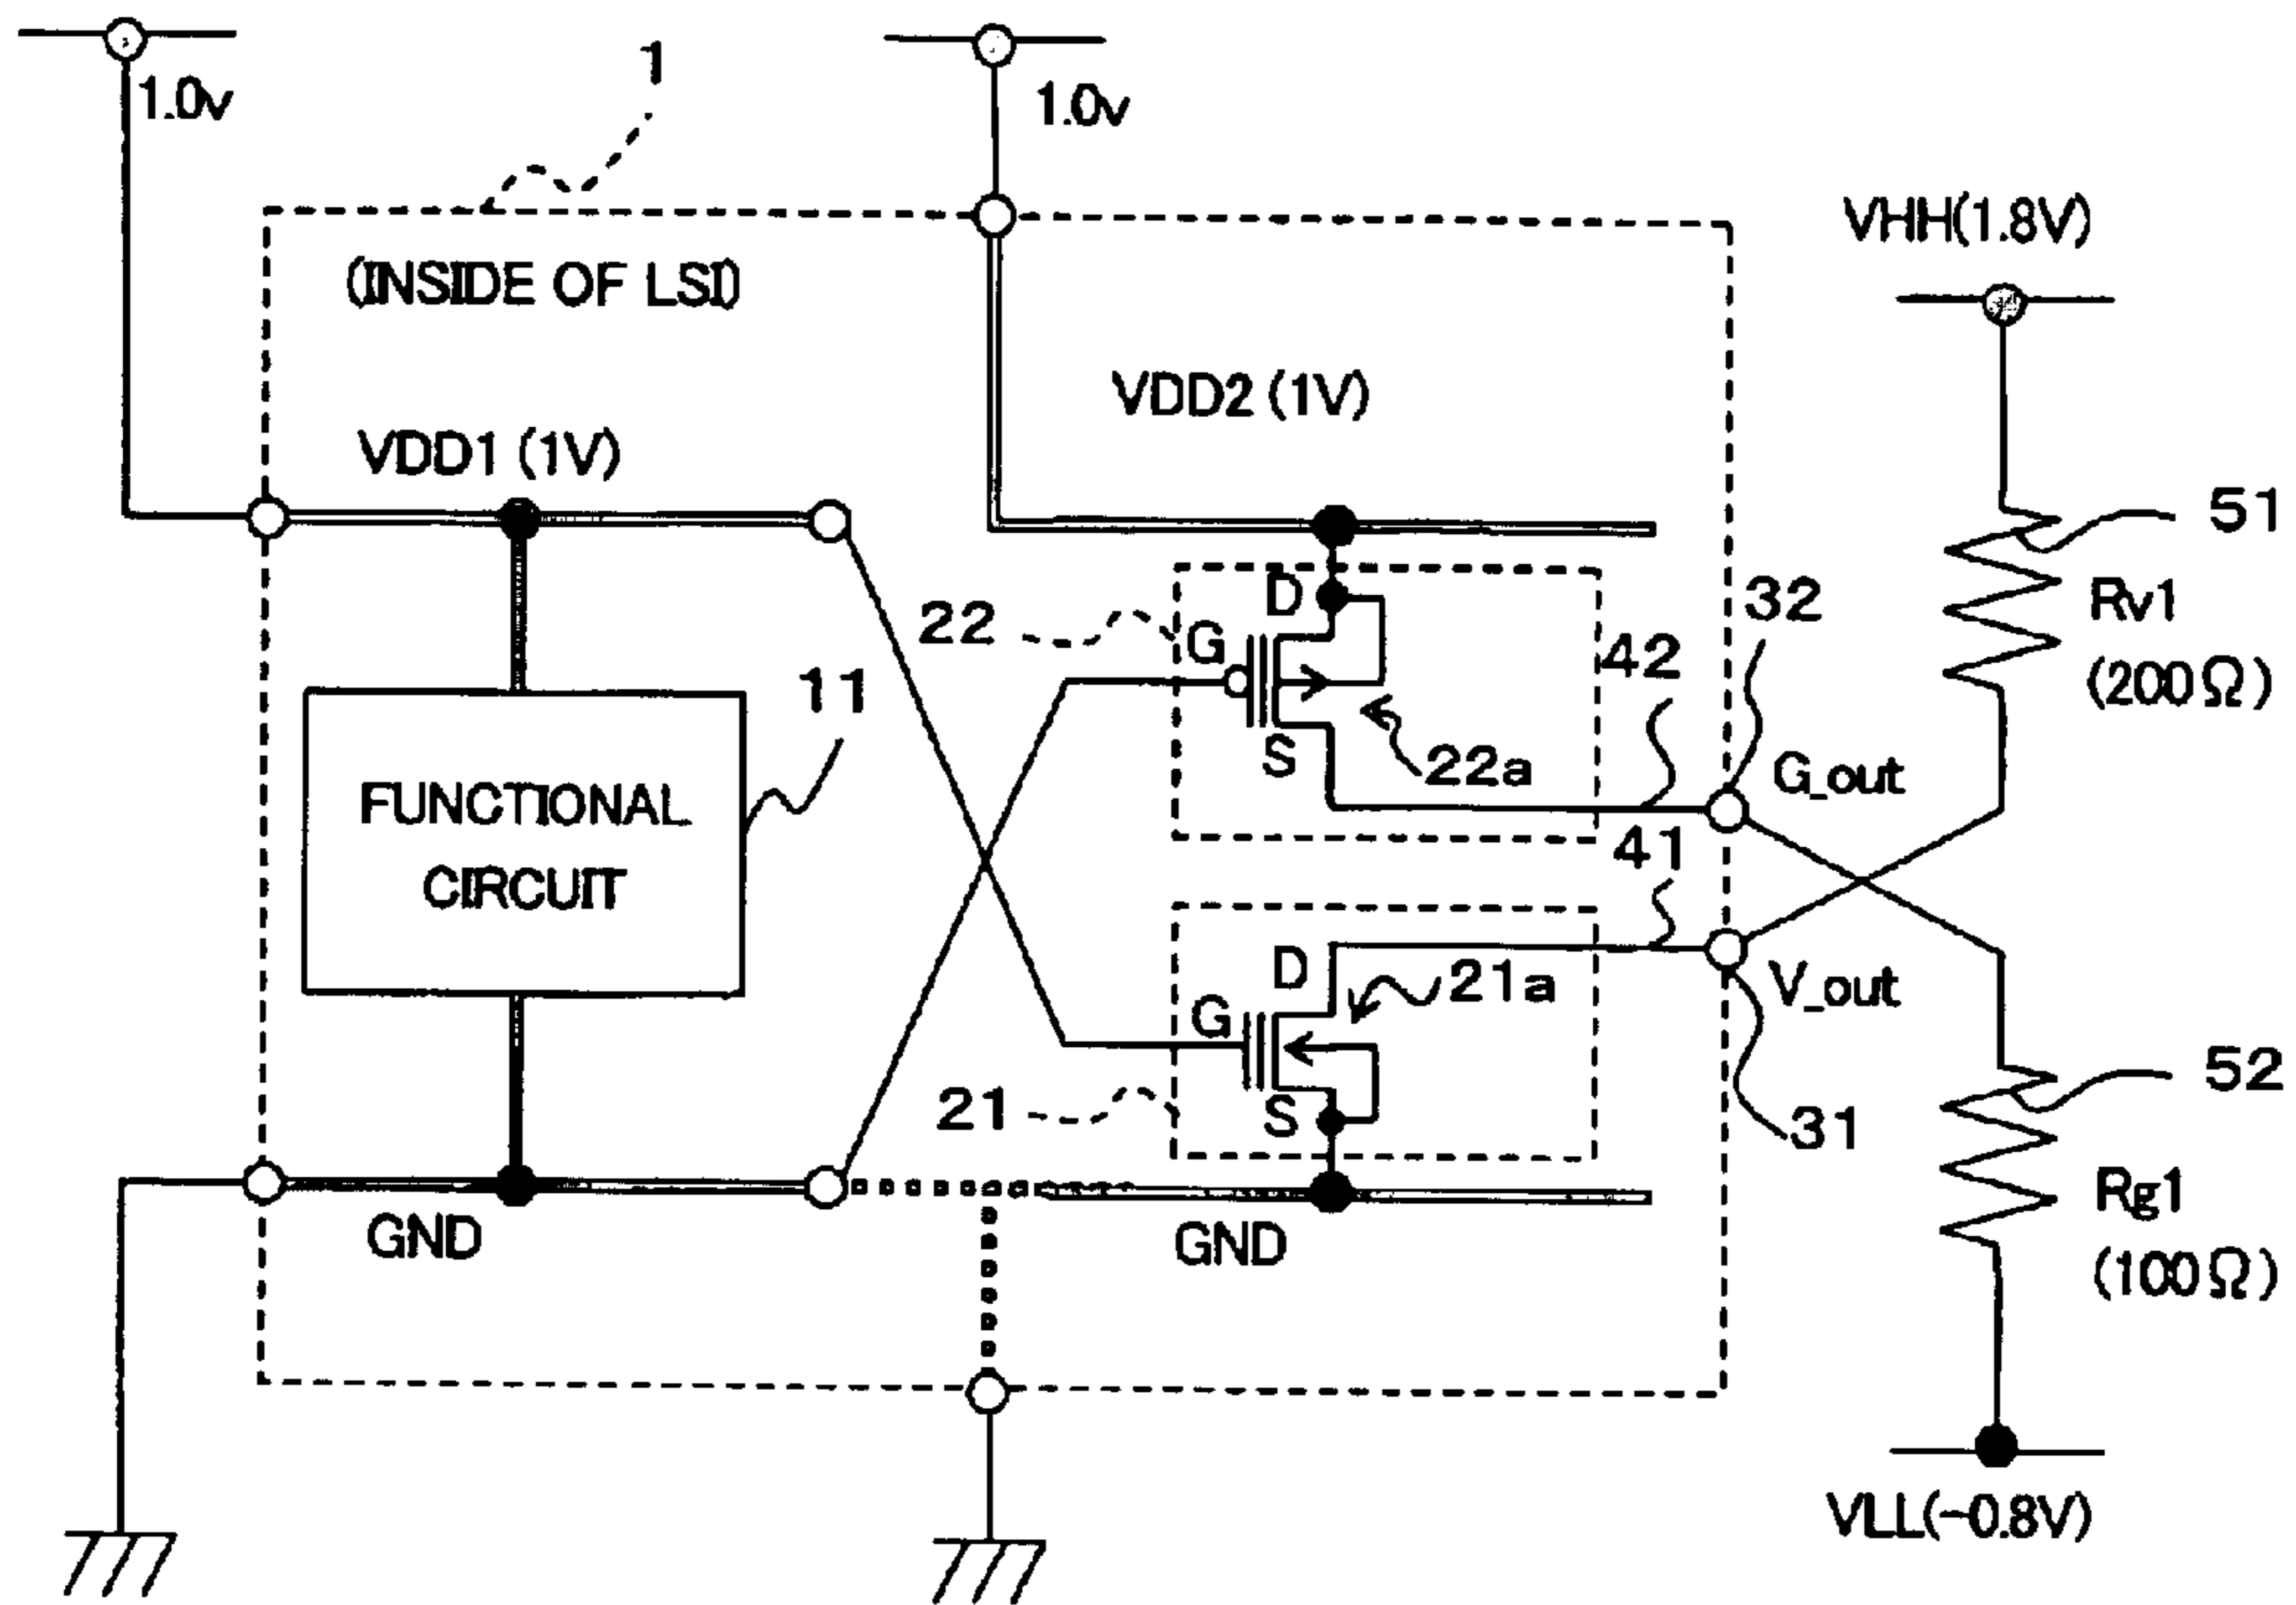 1.0v
1
1.0v
VHH(1.8V)
(INSIDE OF LSI)
VDD2 (1V)
VDD1 (1V)
51
Rv1
(200Ω)
D
32
22
G
42
11
S
22a
G_out
FUNCTIONAL
CIRCUIT
41
D
21a
V_out
G
52
21
S
31
Rg1
(100Ω)
GND
GND
VLL(-0.8V)